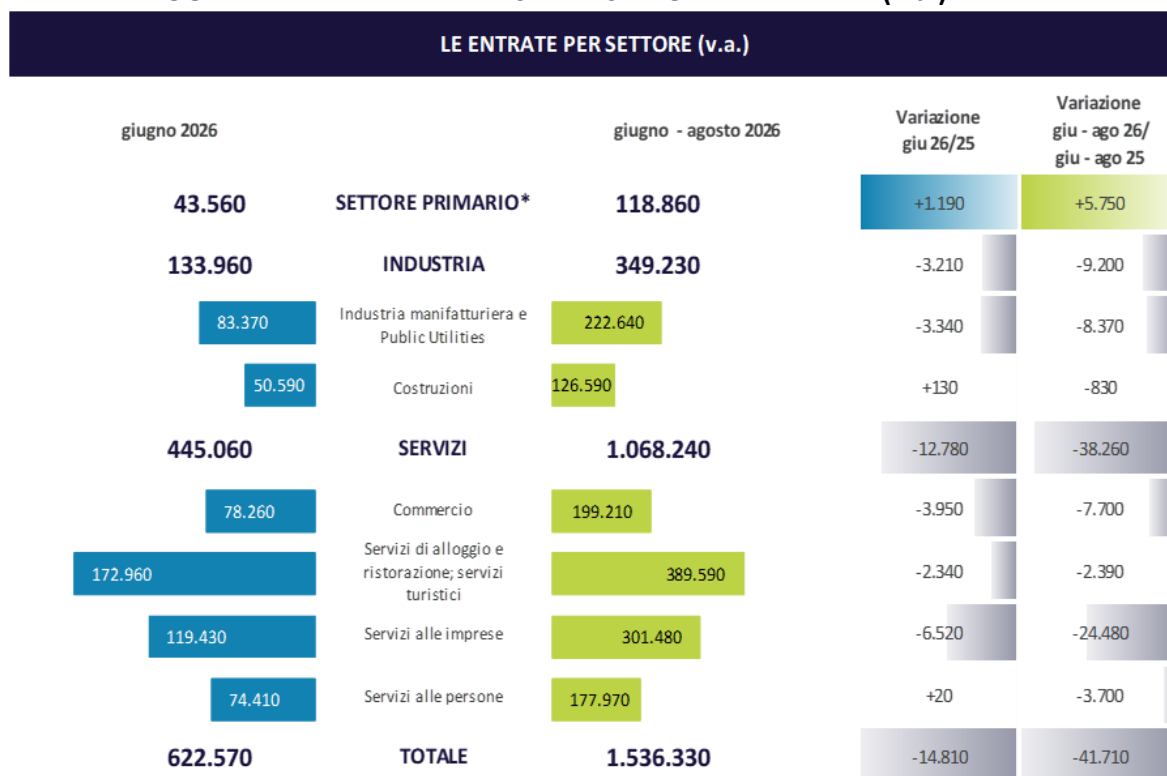 LE ENTRATE PER SETTORE (v.a.)
giugno 2026
giugno - agosto 2026
Variazione
giu 26/25
Variazione
giu - ago 26/
giu - ago 25
43.560 SETTORE PRIMARIO* 118.860 +1.190 +5.750
133.960 INDUSTRIA 349.230 -3.210 -9.200
83.370 Industria manifatturiera e
Public Utilities 222.640 -3.340 -8.370
50.590 Costruzioni 126.590 +130 -830
445.060 SERVIZI 1.068.240 -12.780 -38.260
78.260 Commercio 199.210 -3.950 -7.700
172.960 Servizi di alloggio e
ristorazione; servizi
turistici 389.590 -2.340 -2.390
119.430 Servizi alle imprese 301.480 -6.520 -24.480
74.410 Servizi alle persone 177.970 +20 -3.700
622.570 TOTALE 1.536.330 -14.810 -41.710